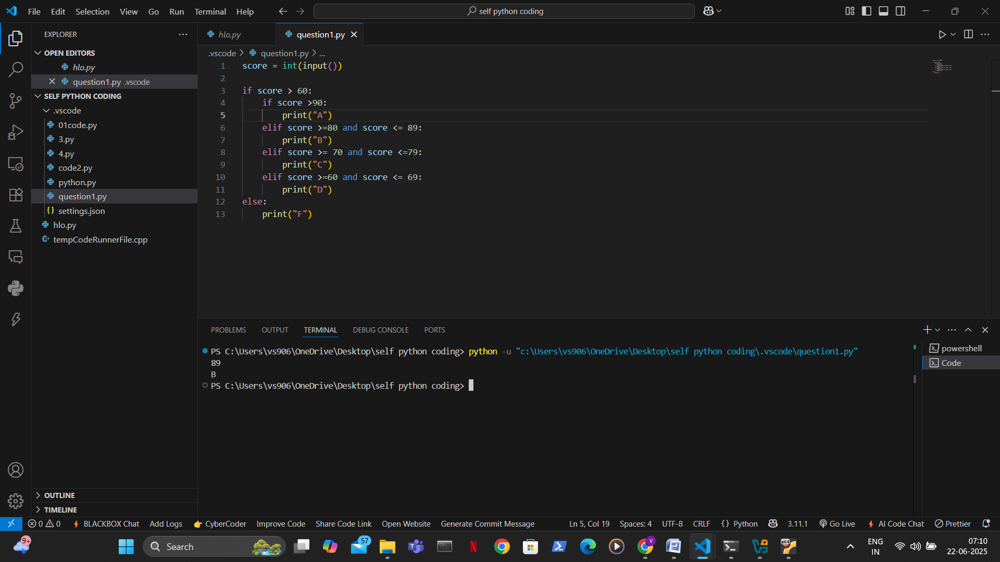 File Edit Selection View Go Run Terminal Help
self python coding
EXPLORER
OPEN EDITORS
hlo.py
question1.py .vscode
SELF PYTHON CODING
.vscode
01code.py
3.py
4.py
code2.py
python.py
question1.py
settings.json
hlo.py
tempCodeRunnerFile.cpp
OUTLINE
TIMELINE
hlo.py
question1.py
.vscode > question1.py > ...
1 score = int(input())
2
3 if score > 60:
4 if score >90:
5 print("A")
6 elif score >=80 and score <= 89:
7 print("B")
8 elif score >= 70 and score <=79:
9 print("C")
10 elif score >=60 and score <= 69:
11 print("D")
12 else:
13 print("F")
PROBLEMS OUTPUT TERMINAL DEBUG CONSOLE PORTS
PS C:\Users\vs906\OneDrive\Desktop\self python coding> python -u "c:\Users\vs906\OneDrive\Desktop\self python coding\.vscode\question1.py"
89
B
PS C:\Users\vs906\OneDrive\Desktop\self python coding>
powershell
Code
0 0 BLACKBOX Chat Add Logs CyberCoder Improve Code Share Code Link Open Website Generate Commit Message Ln 5, Col 19 Spaces: 4 UTF-8 CRLF {} Python 3.11.1 Go Live AI Code Chat Prettier
9+
Search
57
V
x64
ENG
IN
07:10
22-06-2025